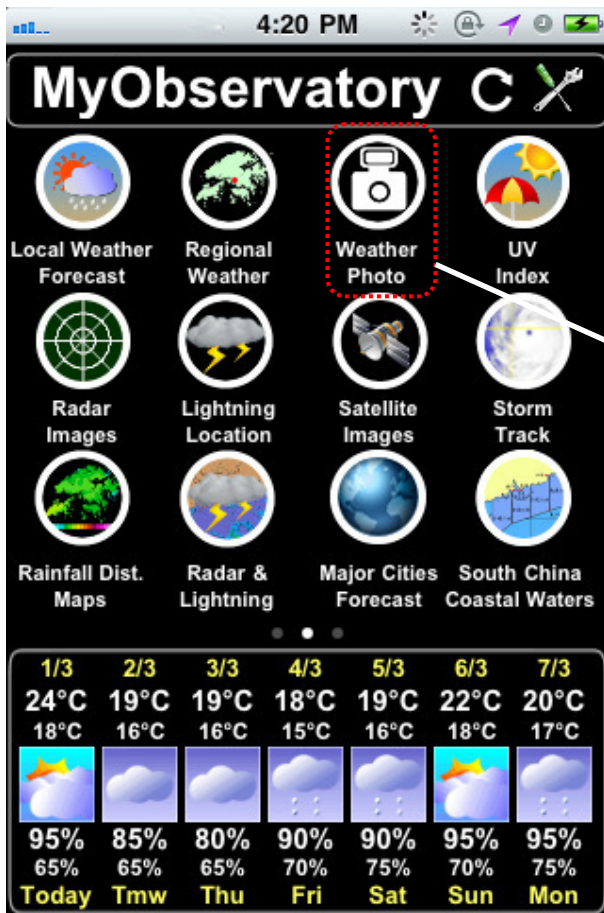 4:20 PM
MyObservatory
Local Weather Regional Weather UV
Forecast Weather Photo Index
Radar Lightning Satellite Storm
Images Location Images Track
Rainfall Dist. Radar & Major Cities South China
Maps Lightning Forecast Coastal Waters
1/3 2/3 3/3 4/3 5/3 6/3 7/3
24°C 19°C 19°C 18°C 19°C 22°C 20°C
18°C 16°C 16°C 15°C 16°C 18°C 17°C
95% 85% 80% 90% 90% 95% 95%
65% 65% 65% 70% 75% 70% 75%
Today Tmw Thu Fri Sat Sun Mon